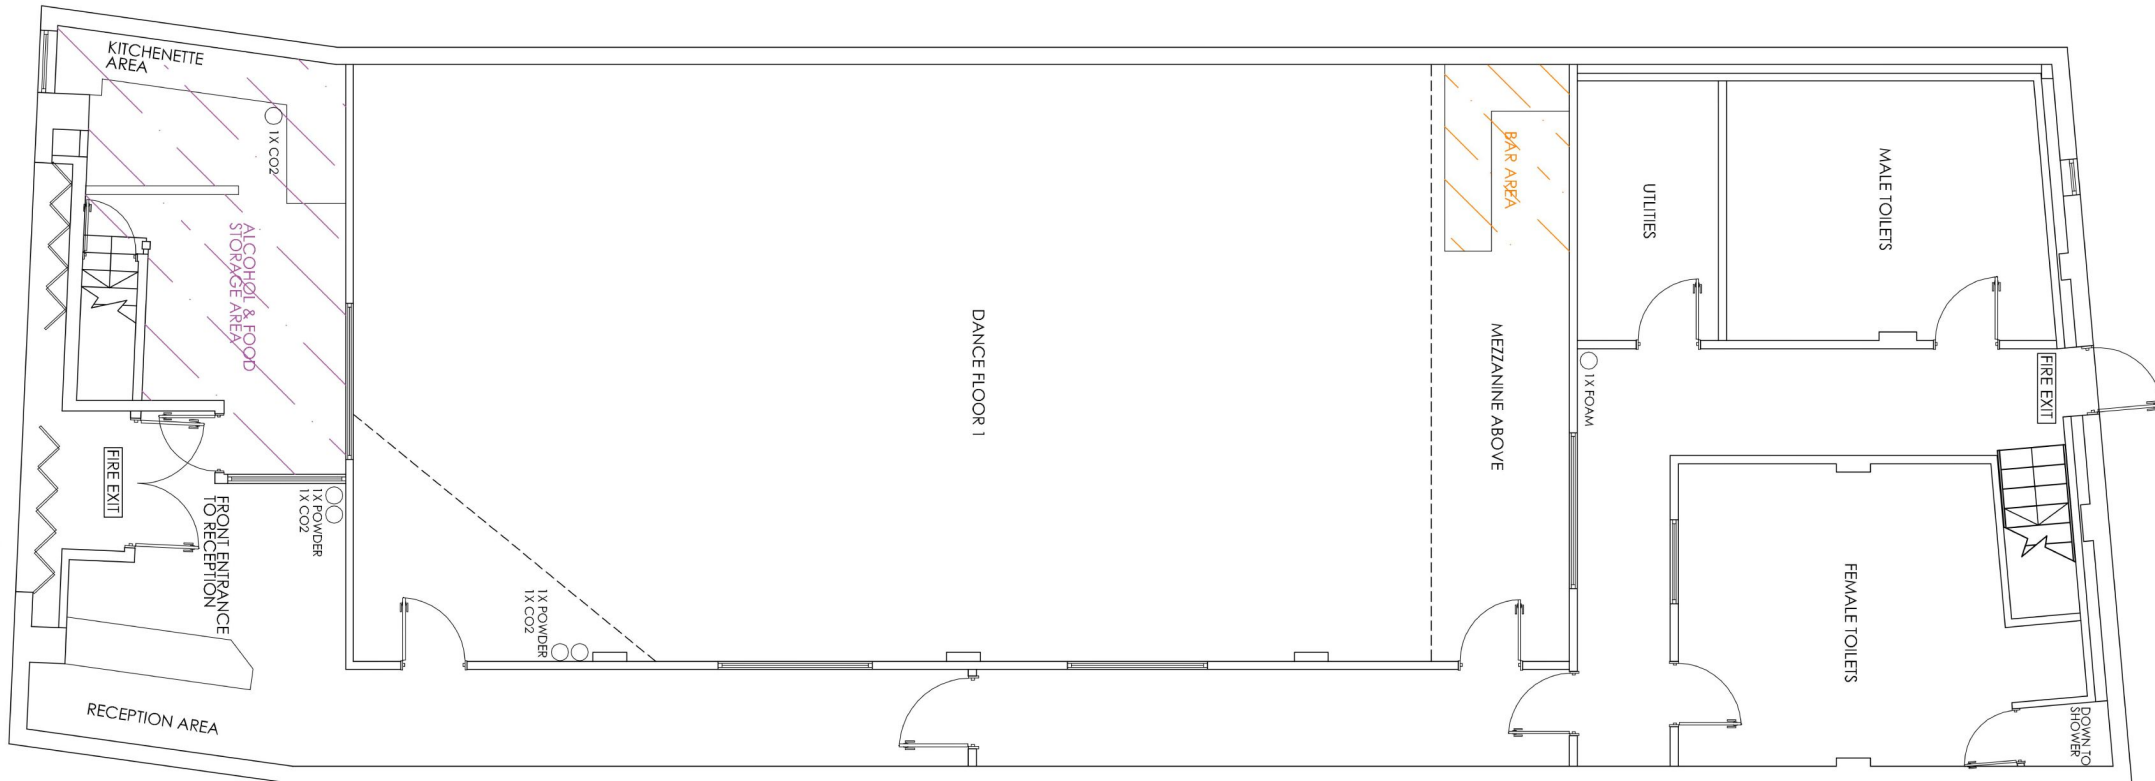 KITCHENETTE
AREA
1X CO2
ALCOHOL & FOOD
STORAGE AREA
FIRE EXIT
FRONT ENTRANCE
TO RECEPTION
1X POWDER
1X CO2
RECEPTION AREA
1X POWDER
1X CO2
DANCE FLOOR 1
BAR AREA
MEZZANINE ABOVE
UTLITIES
MALE TOILETS
1X FOAM
FIRE EXIT
FEMALE TOILETS
DOWN TO
SHOWER